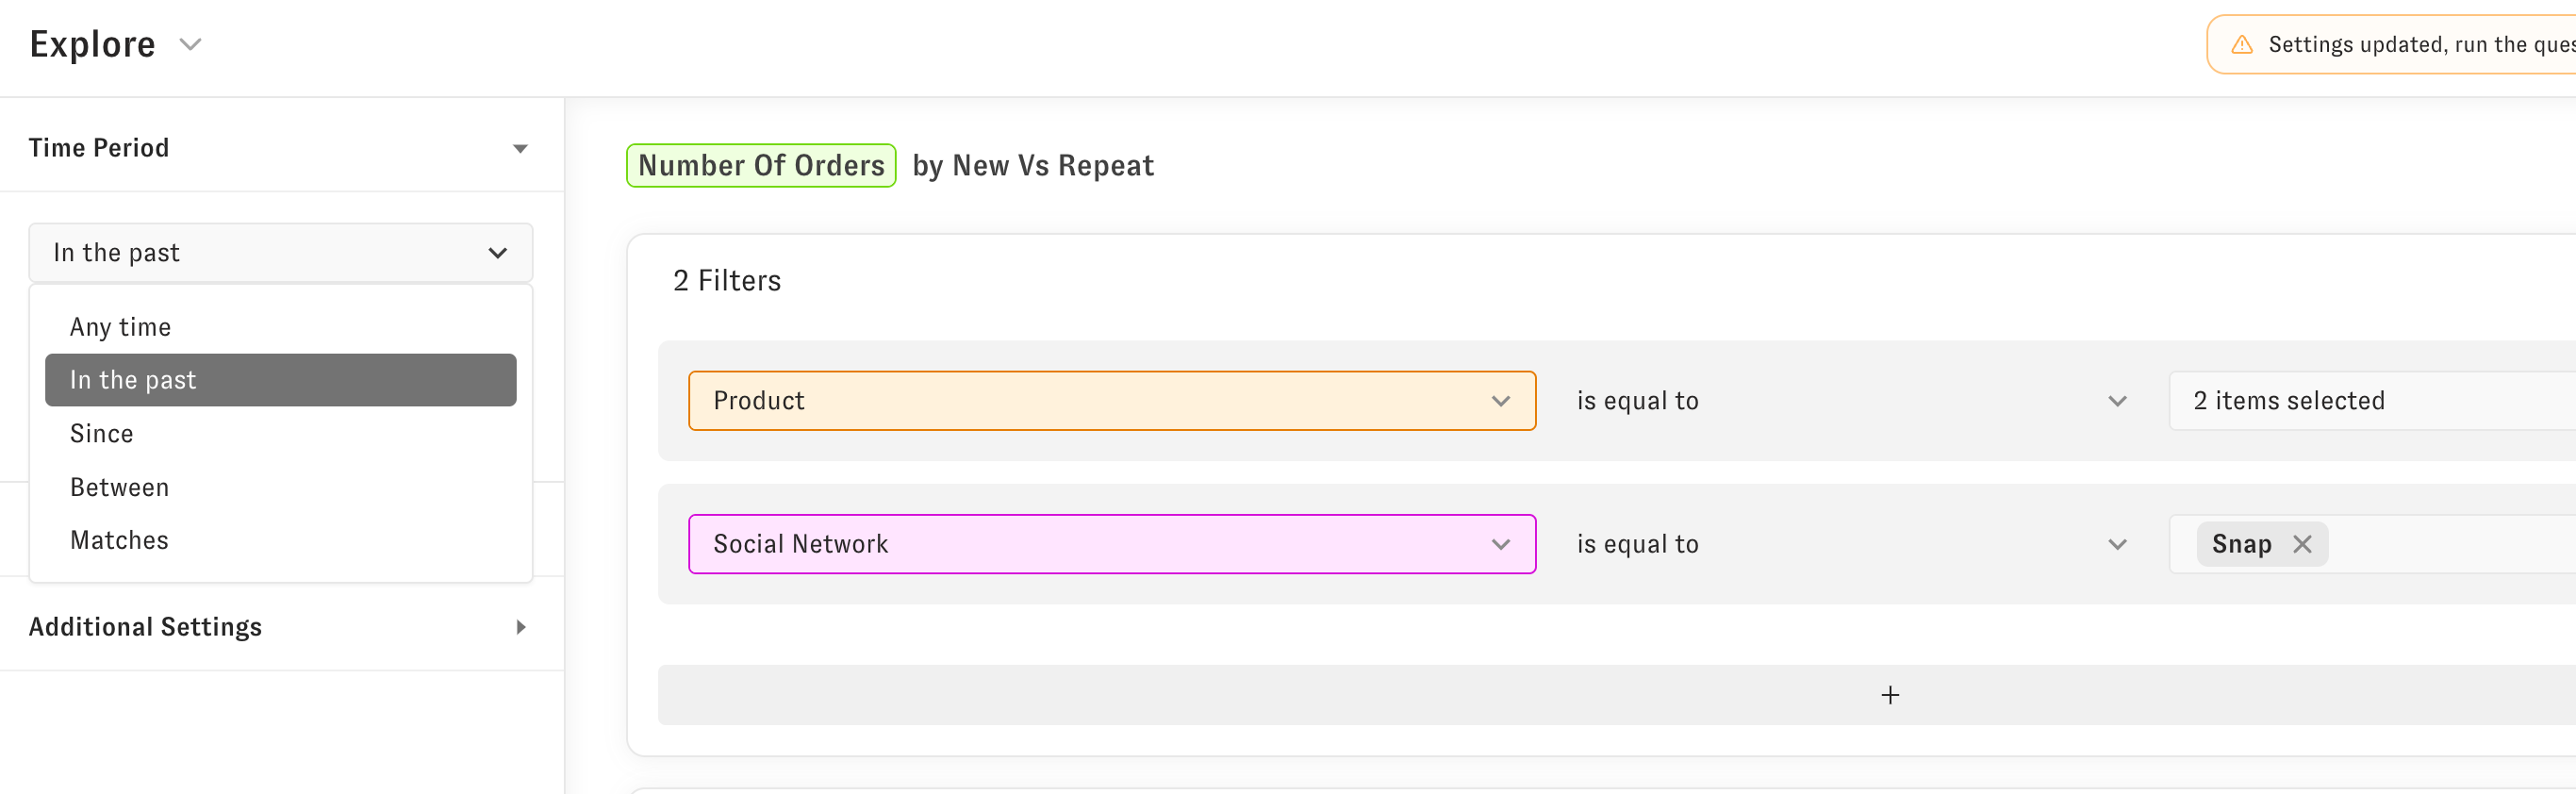 Explore
Settings updated, run the
Time Period
In the past
Any time
In the past
Since
Between
Matches
Additional Settings
Number Of Orders by New Vs Repeat
2 Filters
Product is equal to 2 items selected
Social Network is equal to Snap
+